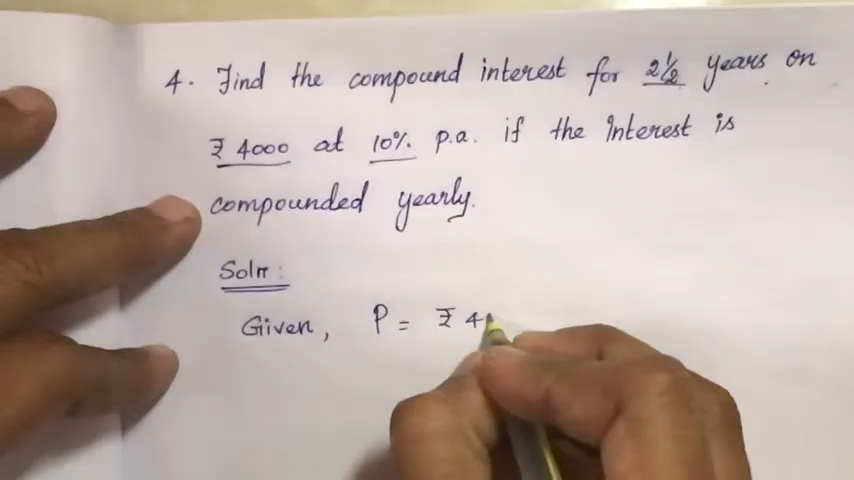 4. Find the compound interest for 2½ years on
₹ 4000 at 10% p.a. if the Interest is
compounded yearly.
Soln:
Given, P = ₹ 4